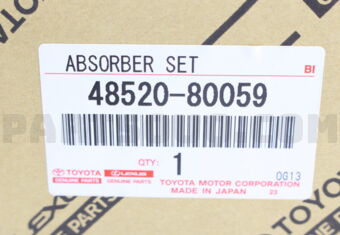 ABSORBER SET
BI
48520-80059
QTY: 1
0G13
TOYOTA LEXUS TOYOTA MOTOR CORPORATION
GENUINE PARTS GENUINE PARTS MADE IN JAPAN 23
TOYOTA